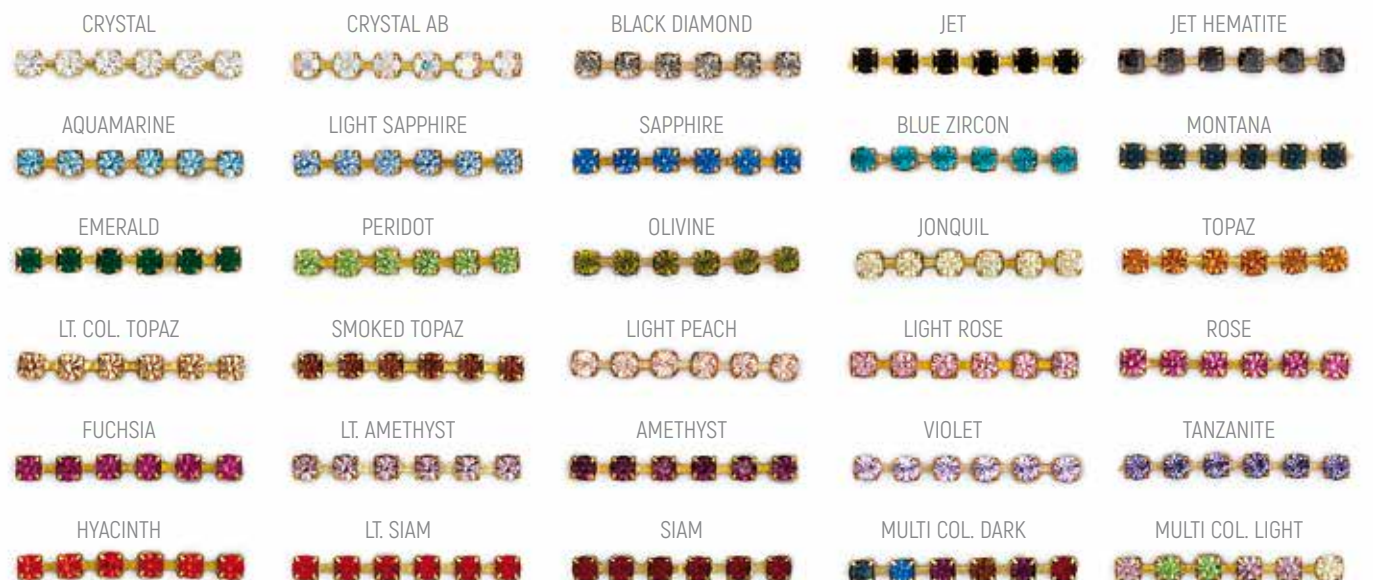 CRYSTAL
CRYSTAL AB
BLACK DIAMOND
JET
JET HEMATITE
AQUAMARINE
LIGHT SAPPHIRE
SAPPHIRE
BLUE ZIRCON
MONTANA
EMERALD
PERIDOT
OLIVINE
JONQUIL
TOPAZ
LT. COL. TOPAZ
SMOKED TOPAZ
LIGHT PEACH
LIGHT ROSE
ROSE
FUCHSIA
LT. AMETHYST
AMETHYST
VIOLET
TANZANITE
HYACINTH
LT. SIAM
SIAM
MULTI COL. DARK
MULTI COL. LIGHT